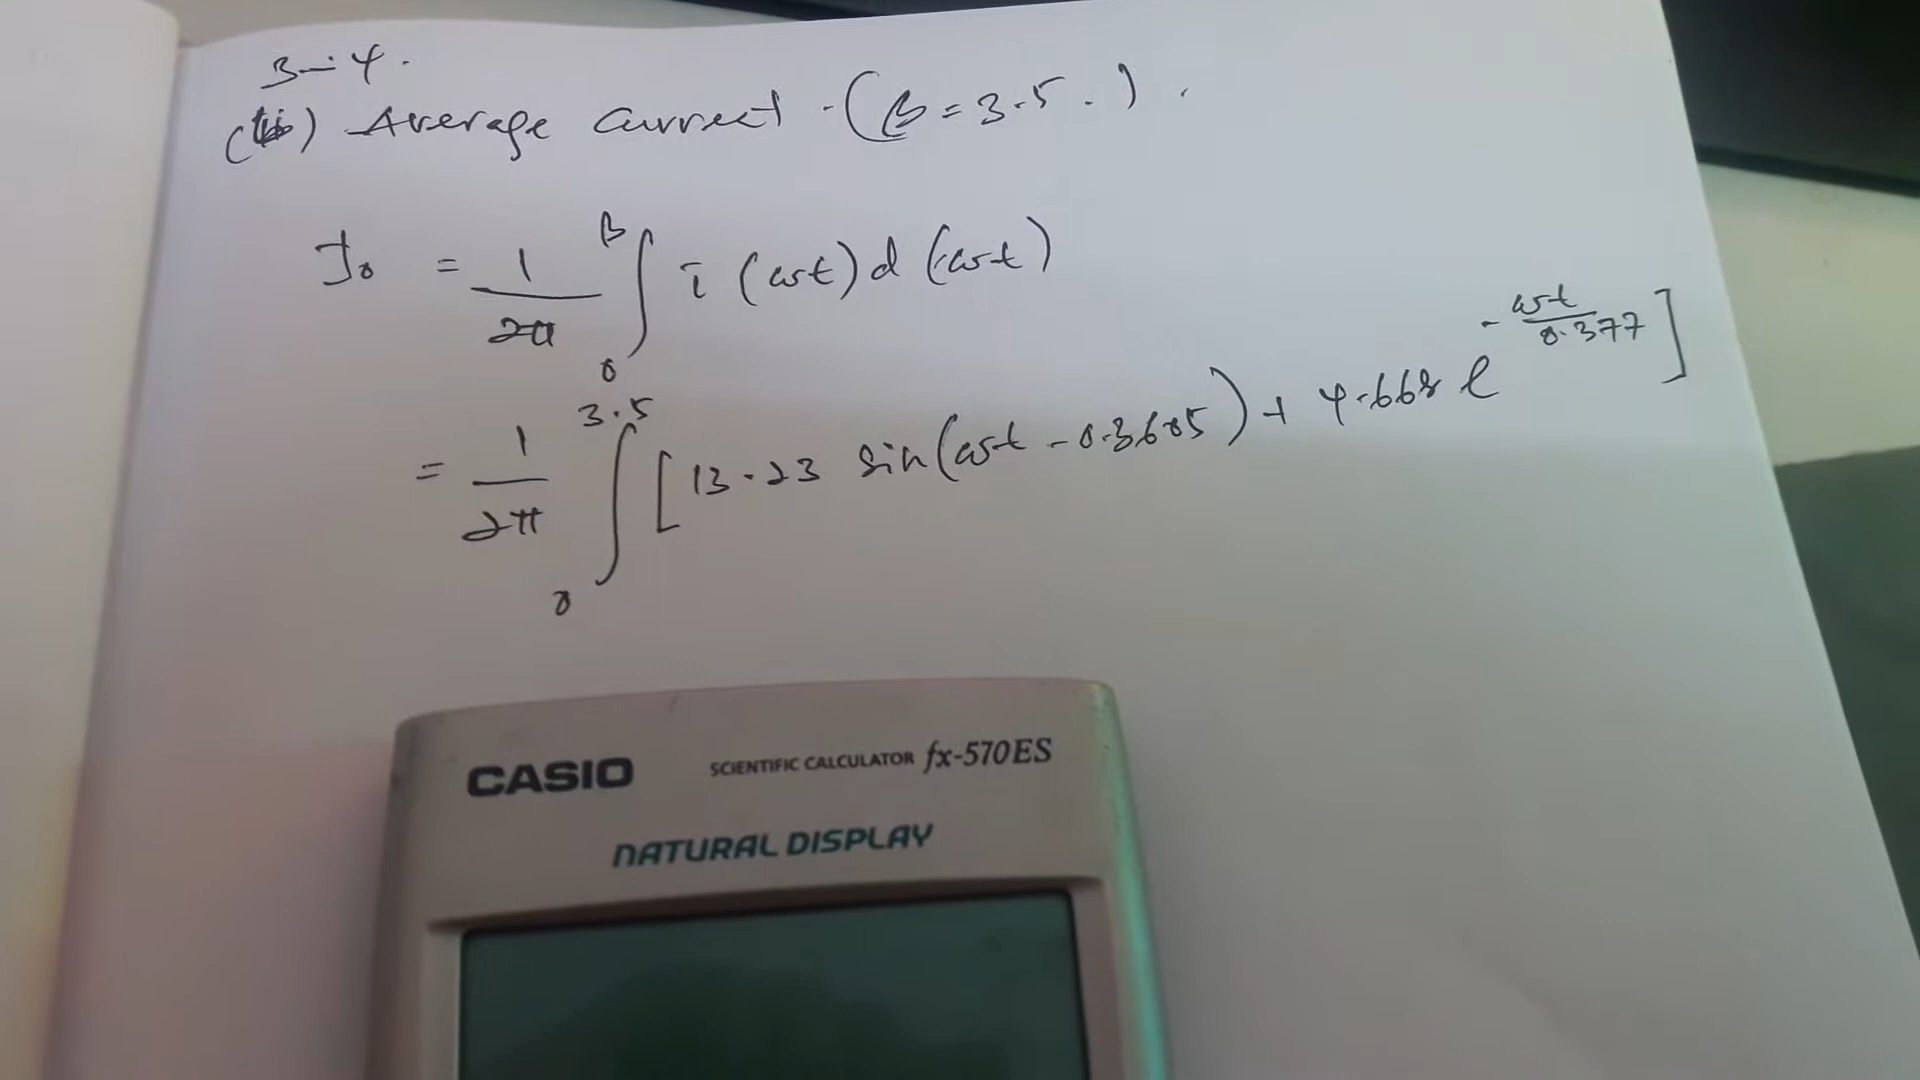 3-4.
(ii) Average current. (β = 3.5.).
I₀ = 1/2π ∫₀^β i (ωt) d (ωt)
= 1/2π ∫₀^3.5 [13.23 sin(ωt - 0.3605) + 4.668 e^(-ωt/0.377)]
CASIO SCIENTIFIC CALCULATOR fx-570ES
NATURAL DISPLAY